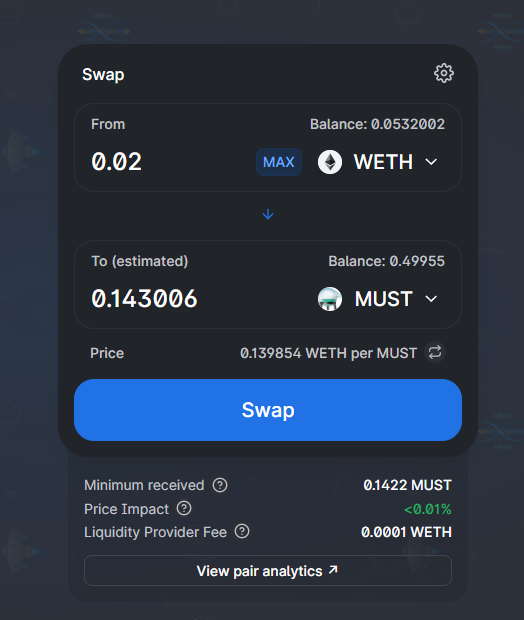 Swap
From Balance: 0.0532002
0.02 MAX WETH
To (estimated) Balance: 0.49955
0.143006 MUST
Price 0.139854 WETH per MUST
Swap
Minimum received 0.1422 MUST
Price Impact <0.01%
Liquidity Provider Fee 0.0001 WETH
View pair analytics ↗